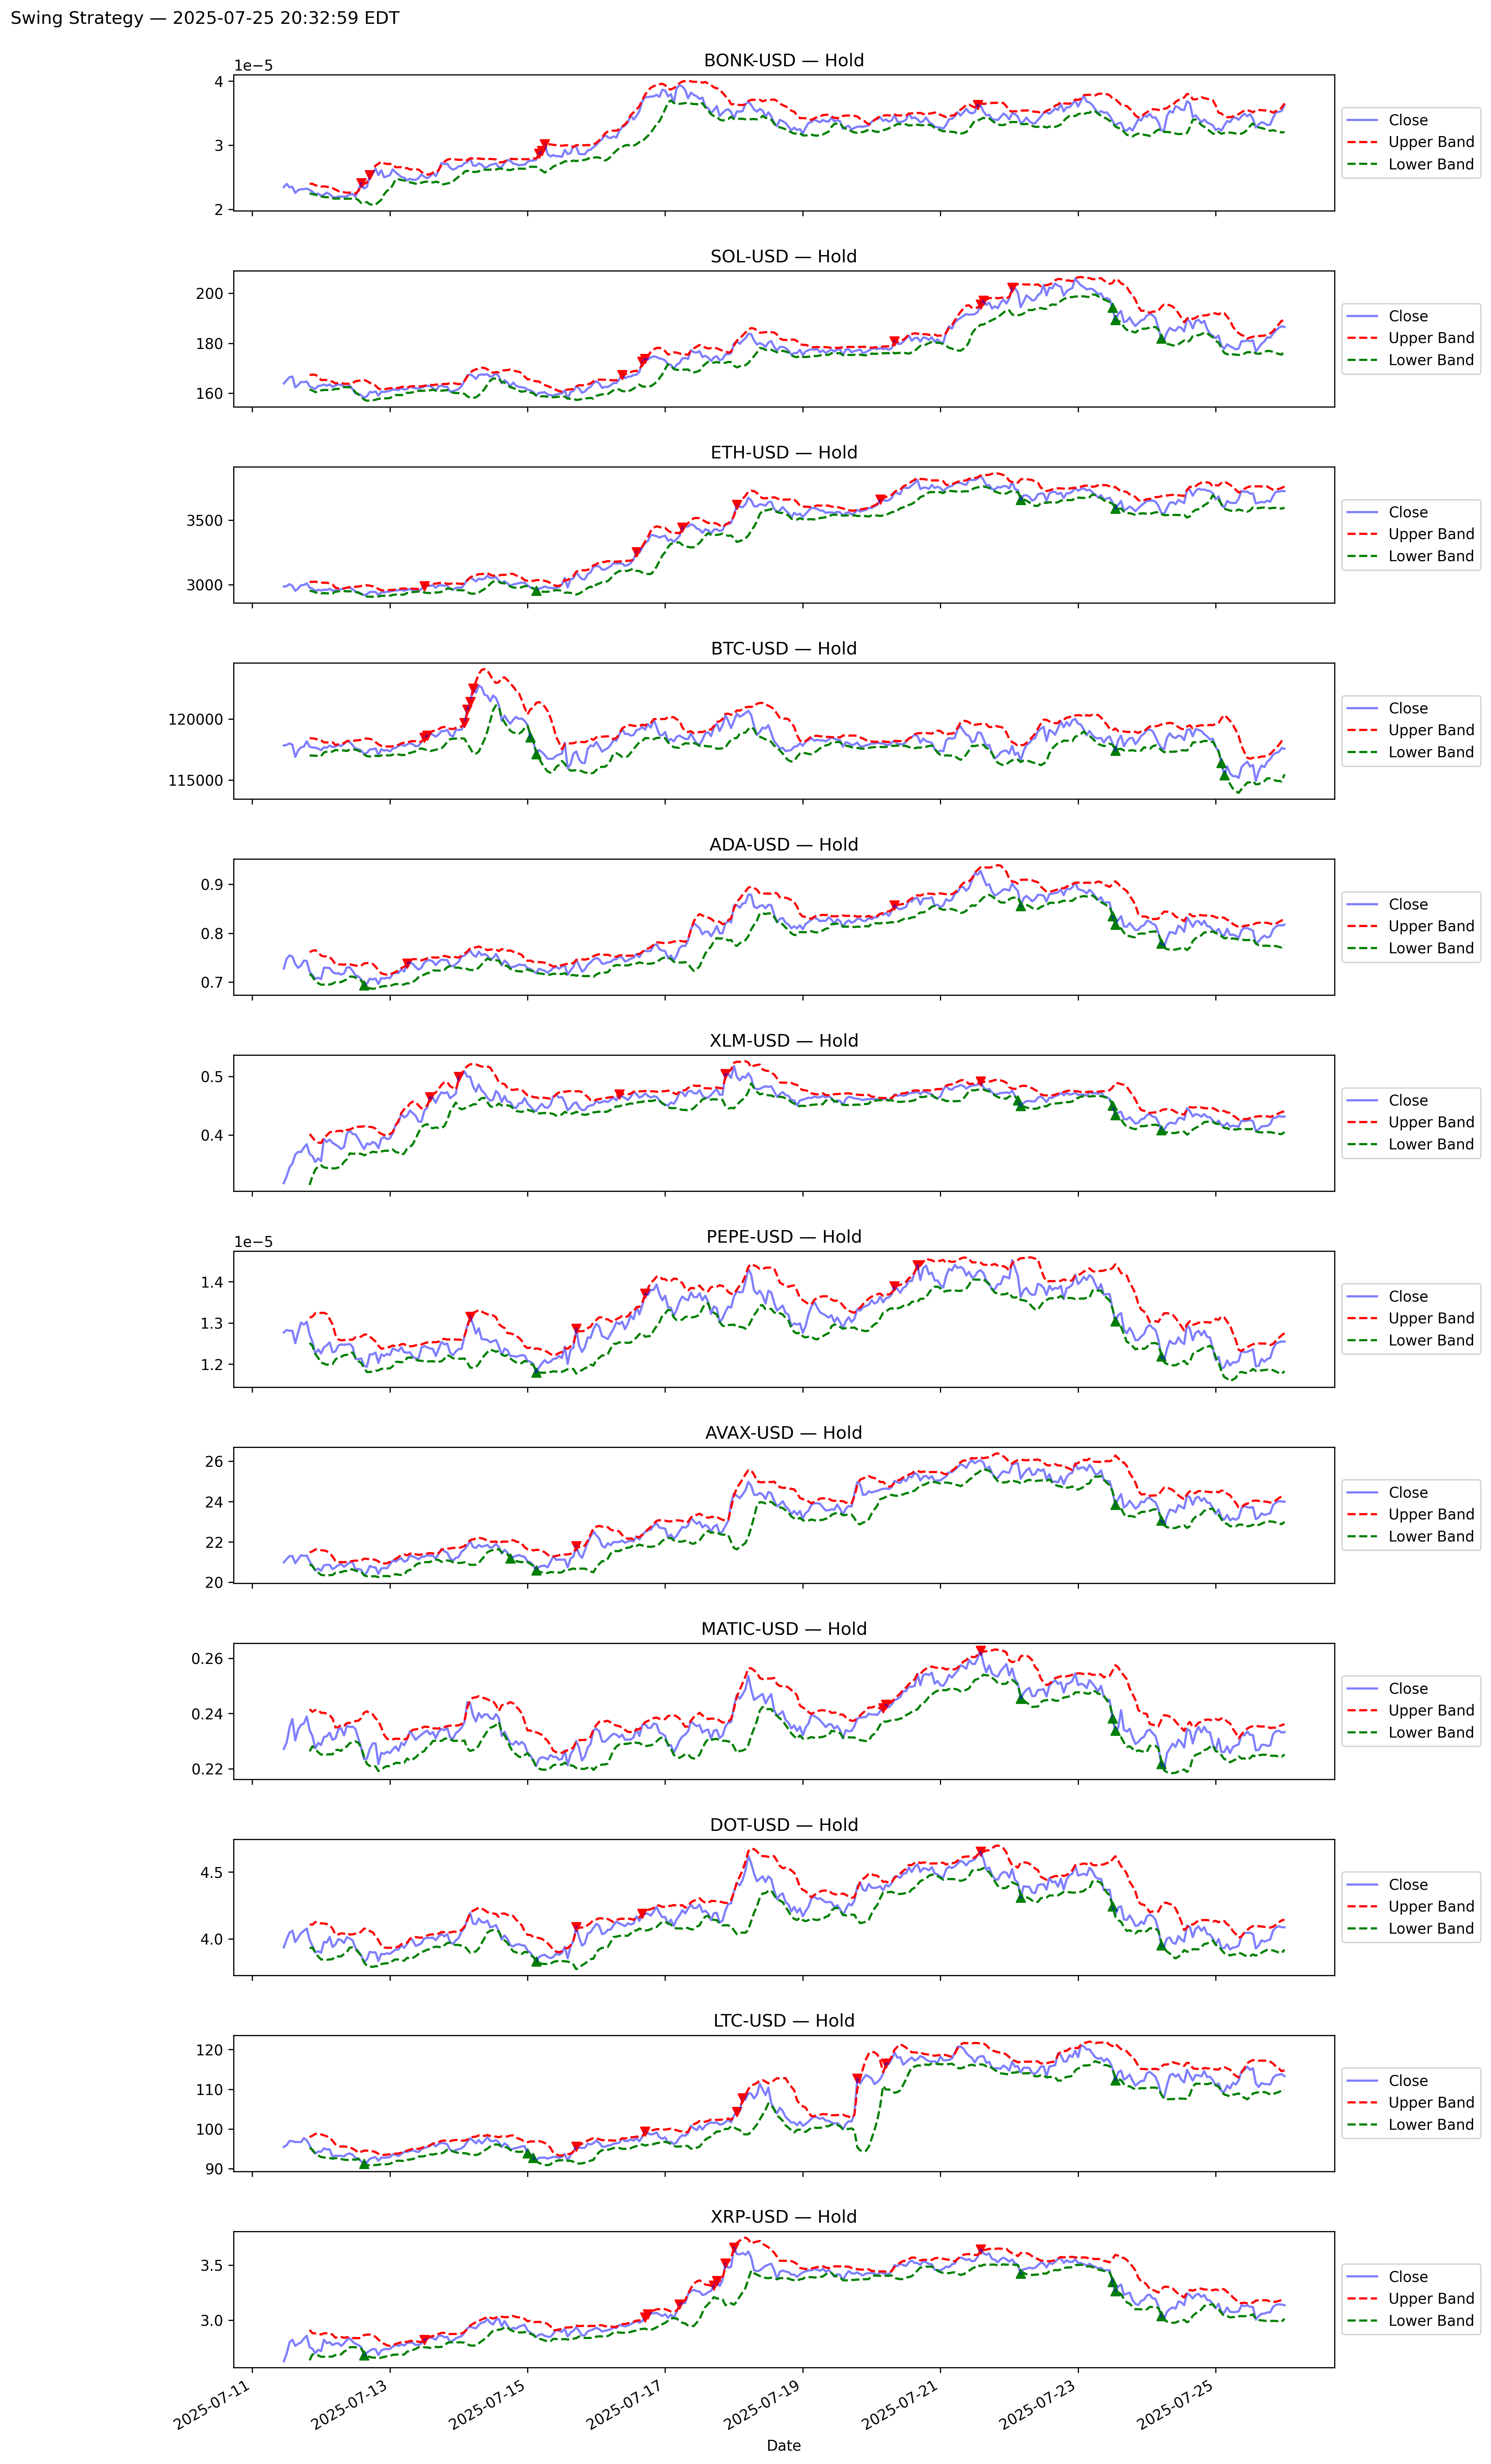 Swing Strategy — 2025-07-25 20:32:59 EDT
BONK-USD — Hold
1e−5
4
3
2
Close
Upper Band
Lower Band
SOL-USD — Hold
200
180
160
Close
Upper Band
Lower Band
ETH-USD — Hold
3500
3000
Close
Upper Band
Lower Band
BTC-USD — Hold
120000
115000
Close
Upper Band
Lower Band
ADA-USD — Hold
0.9
0.8
0.7
Close
Upper Band
Lower Band
XLM-USD — Hold
0.5
0.4
Close
Upper Band
Lower Band
PEPE-USD — Hold
1e−5
1.4
1.3
1.2
Close
Upper Band
Lower Band
AVAX-USD — Hold
26
24
22
20
Close
Upper Band
Lower Band
MATIC-USD — Hold
0.26
0.24
0.22
Close
Upper Band
Lower Band
DOT-USD — Hold
4.5
4.0
Close
Upper Band
Lower Band
LTC-USD — Hold
120
110
100
90
Close
Upper Band
Lower Band
XRP-USD — Hold
3.5
3.0
Close
Upper Band
Lower Band
2025-07-11
2025-07-13
2025-07-15
2025-07-17
2025-07-19
2025-07-21
2025-07-23
2025-07-25
Date